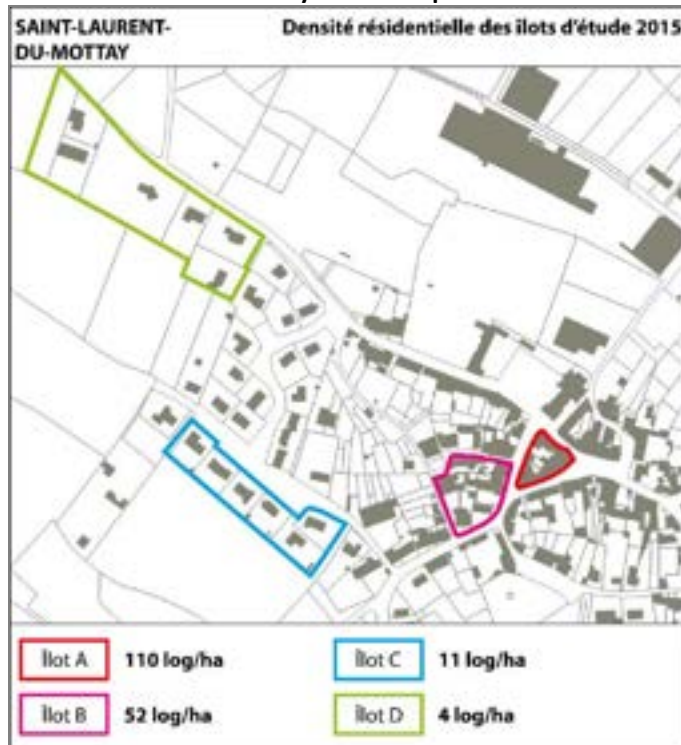 SAINT-LAURENT-
DU-MOTTAY
Densité résidentielle des îlots d'étude 2015
Îlot A 110 log/ha
Îlot C 11 log/ha
Îlot B 52 log/ha
Îlot D 4 log/ha